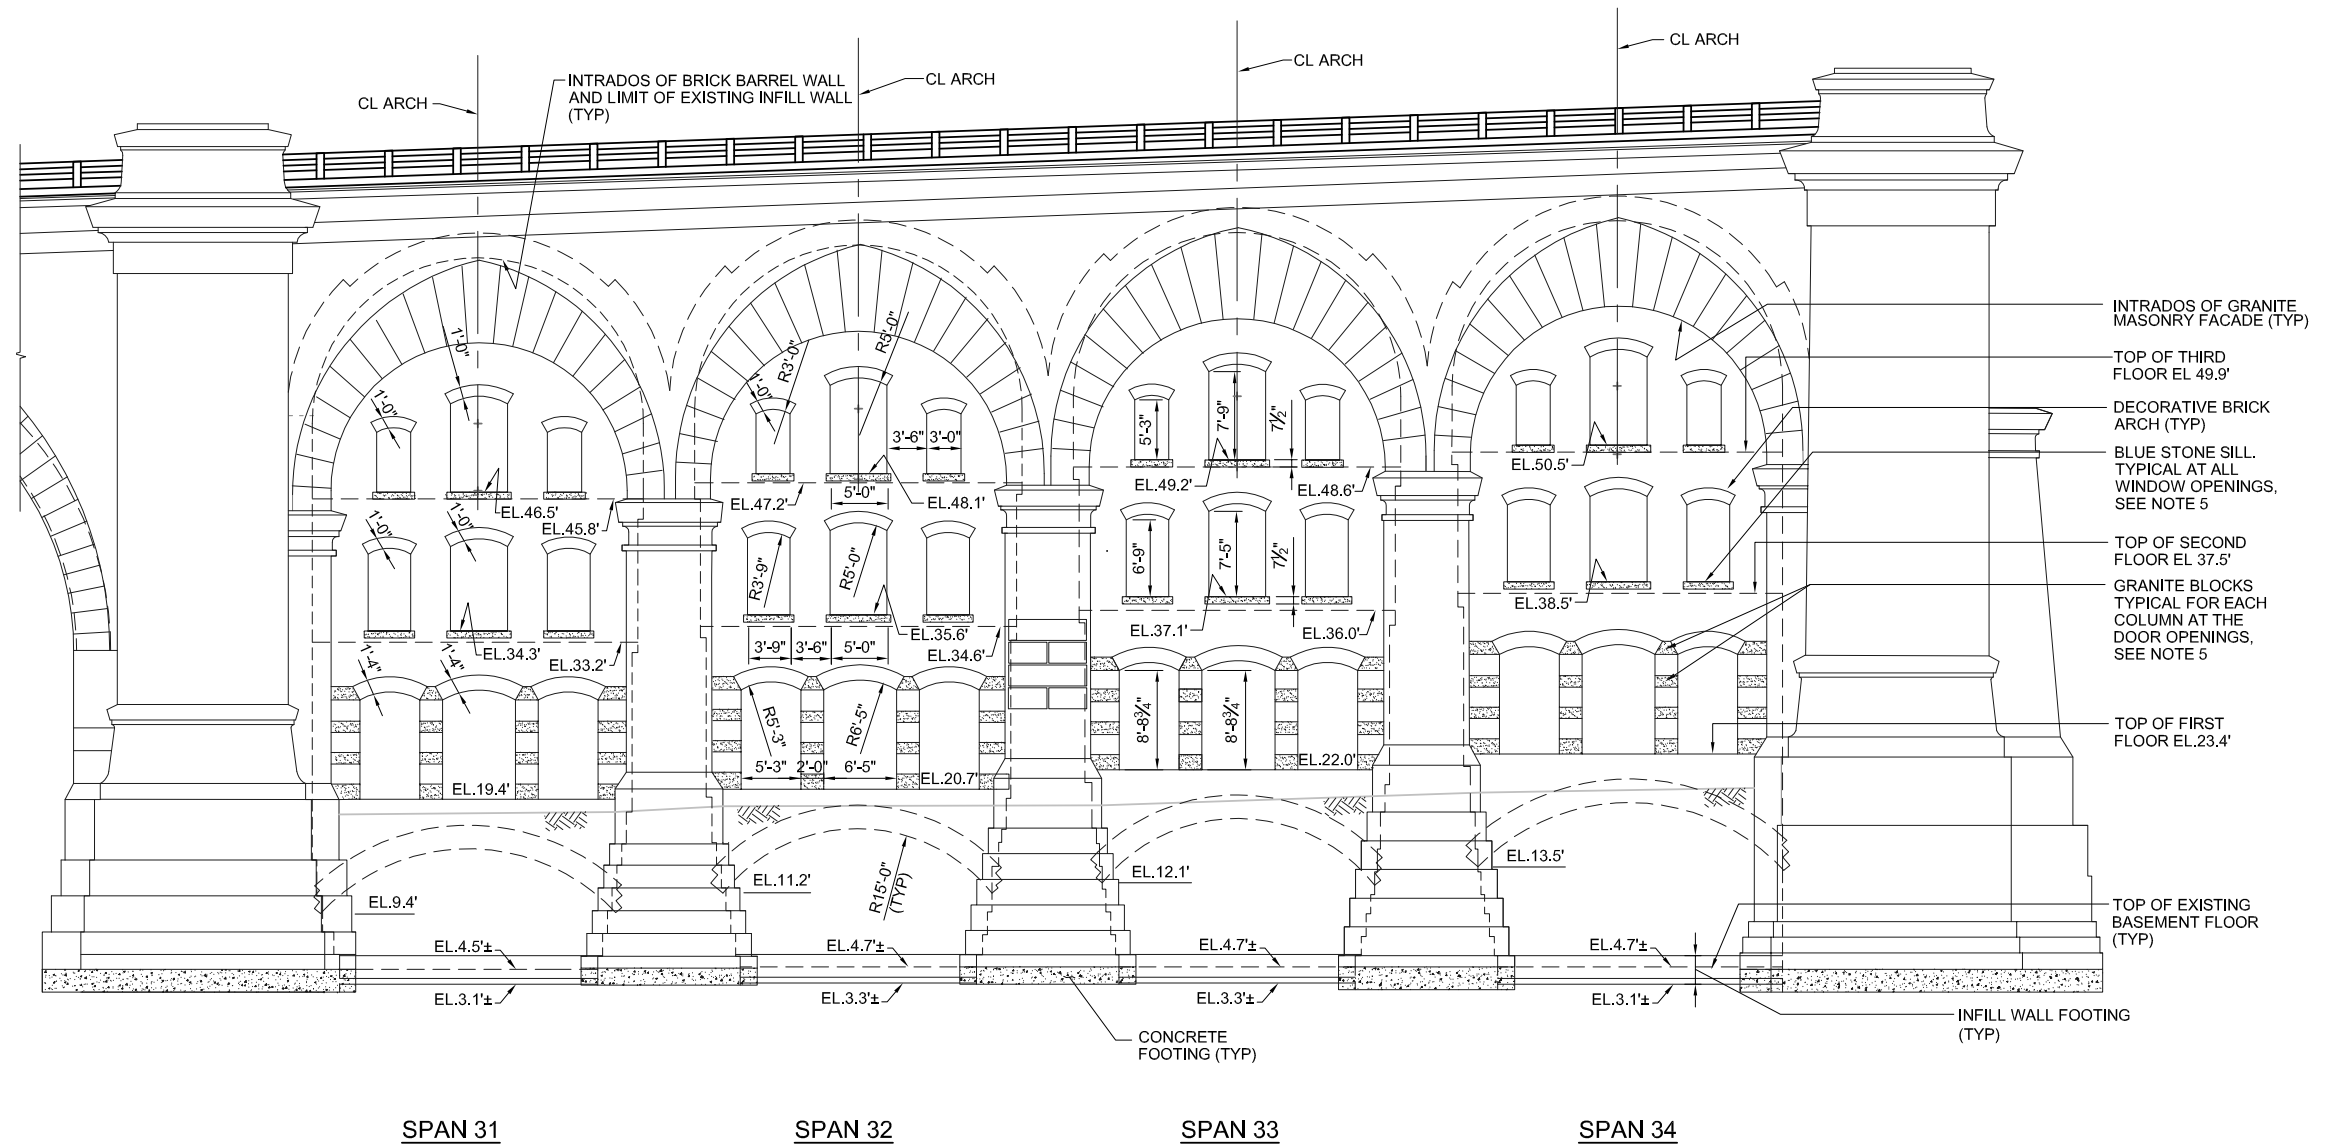 CL ARCH
CL ARCH
CL ARCH
CL ARCH
INTRADOS OF BRICK BARREL WALL
AND LIMIT OF EXISTING INFILL WALL
(TYP)
INTRADOS OF GRANITE
MASONRY FACADE (TYP)
TOP OF THIRD
FLOOR EL 49.9'
DECORATIVE BRICK
ARCH (TYP)
BLUE STONE SILL.
TYPICAL AT ALL
WINDOW OPENINGS,
SEE NOTE 5
TOP OF SECOND
FLOOR EL 37.5'
GRANITE BLOCKS
TYPICAL FOR EACH
COLUMN AT THE
DOOR OPENINGS,
SEE NOTE 5
TOP OF FIRST
FLOOR EL.23.4'
TOP OF EXISTING
BASEMENT FLOOR
(TYP)
INFILL WALL FOOTING
(TYP)
CONCRETE
FOOTING (TYP)
1'-0"
1'-0"
EL.46.5'
EL.45.8'
1'-0"
1'-0"
EL.34.3'
EL.33.2'
1'-4"
1'-4"
EL.19.4'
EL.9.4'
EL.4.5'±
EL.3.1'±
1'-0"
R3'-0"
R5'-0"
3'-6"
3'-0"
5'-0"
EL.47.2'
EL.48.1'
R3'-9"
R5'-0"
EL.35.6'
EL.34.6'
3'-9"
3'-6"
5'-0"
R5'-3"
R6'-5"
5'-3"
2'-0"
6'-5"
EL.20.7'
EL.11.2'
R15'-0"
(TYP)
EL.4.7'±
EL.3.3'±
5'-3"
7'-9"
7½"
EL.49.2'
EL.48.6'
6'-9"
7'-5"
7½"
EL.37.1'
EL.36.0'
8'-8¾"
8'-8¾"
EL.22.0'
EL.12.1'
EL.4.7'±
EL.3.3'±
EL.50.5'
EL.38.5'
EL.13.5'
EL.4.7'±
EL.3.1'±
SPAN 31
SPAN 32
SPAN 33
SPAN 34